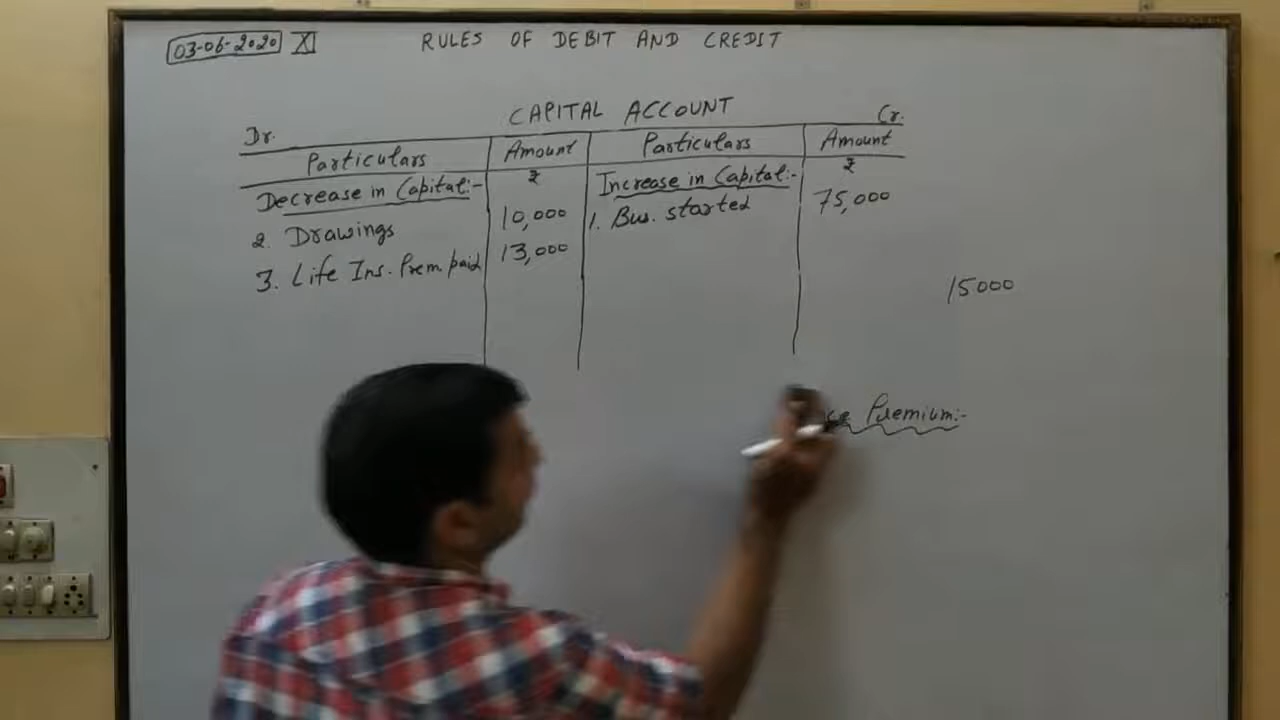 03-06-2020 XI RULES OF DEBIT AND CREDIT
CAPITAL ACCOUNT
Dr. Cr.
Particulars Amount Particulars Amount
₹ ₹
Decrease in Capital:- Increase in Capital:-
2. Drawings 10,000 1. Bus. started 75,000
3. Life Ins. Prem. paid 13,000
15000
Premium:-